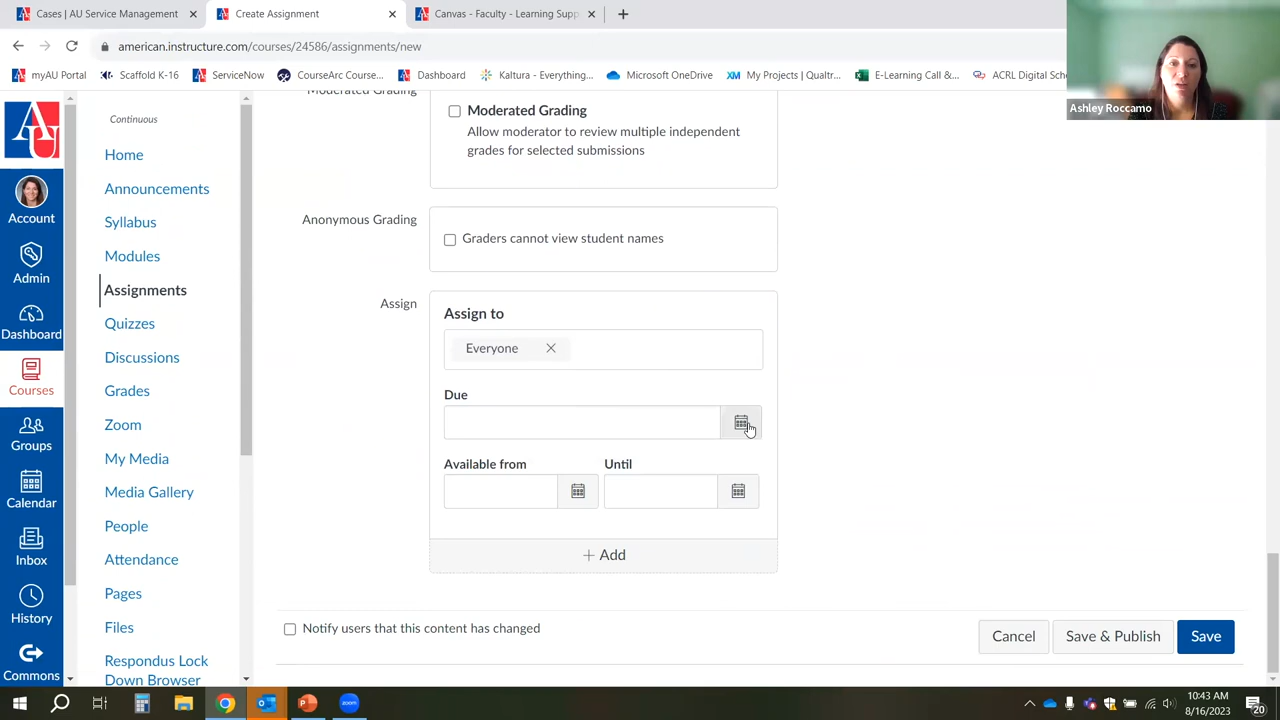 Cases | AU Service Management
Create Assignment
Canvas - Faculty - Learning Supp
american.instructure.com/courses/24586/assignments/new
myAU Portal
Scaffold K-16
ServiceNow
CourseArc Course...
Dashboard
Kaltura - Everything...
Microsoft OneDrive
XM My Projects | Qualtr...
E-Learning Call &...
ACRL Digital Sch
Ashley Roccamo
AU
Account
Admin
Dashboard
Courses
Groups
Calendar
Inbox
History
Commons
Continuous
Home
Announcements
Syllabus
Modules
Assignments
Quizzes
Discussions
Grades
Zoom
My Media
Media Gallery
People
Attendance
Pages
Files
Respondus Lock
Down Browser
Moderated Grading
Moderated Grading
Allow moderator to review multiple independent
grades for selected submissions
Anonymous Grading
Graders cannot view student names
Assign
Assign to
Everyone
Due
Available from
Until
+ Add
Notify users that this content has changed
Cancel
Save & Publish
Save
zoom
10:43 AM
8/16/2023
20